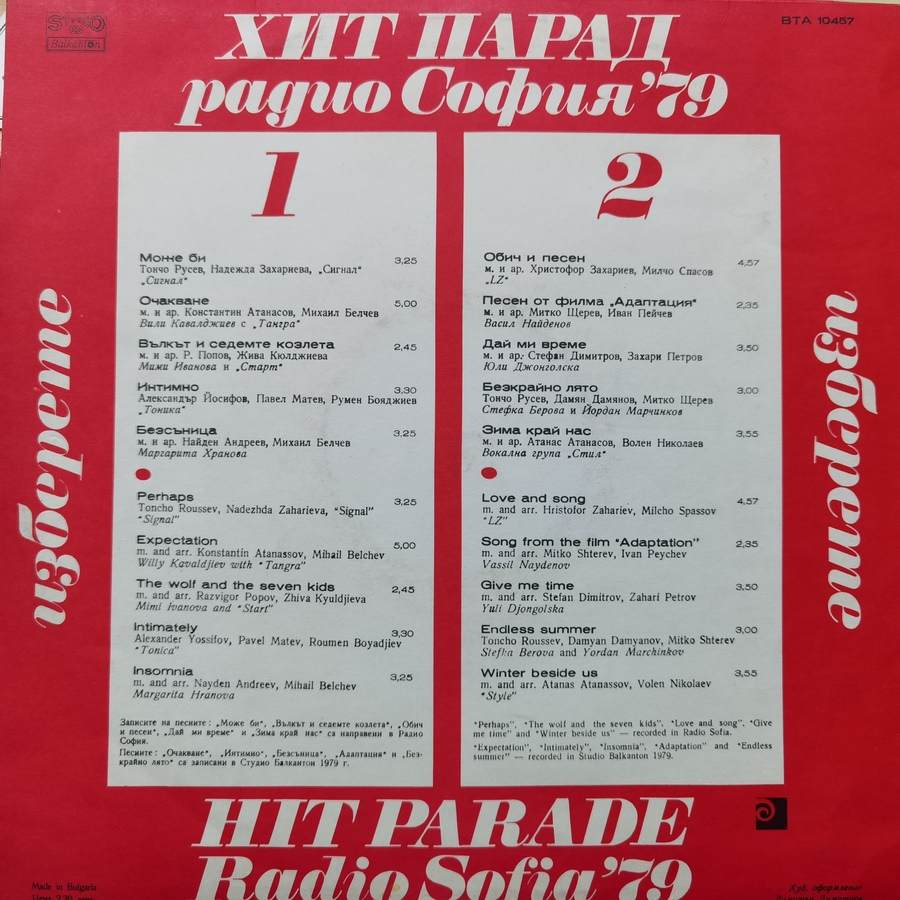 STEREO
Balkanton
BTA 10457
ХИТ ПАРАД
радио София '79
изберете
1
Може би 3,25
Тончо Русев, Надежда Захариева, „Сигнал“
„Сигнал“
Очакване 5,00
м. и ар. Константин Атанасов, Михаил Белчев
Вили Кавалджиев с „Тангра“
Вълкът и седемте козлета 2,45
м. и ар. Р. Попов, Жива Кюлджиева
Мими Иванова и „Старт“
Интимно 3,30
Александър Йосифов, Павел Матев, Румен Бояджиев
„Тоника“
Безсъница 3,25
м. и ар. Найден Андреев, Михаил Белчев
Маргарита Хранова
Perhaps 3,25
Toncho Roussev, Nadezhda Zaharieva, "Signal"
"Signal"
Expectation 5,00
m. and arr. Konstantin Atanassov, Mihail Belchev
Willy Kavaldjiev with "Tangra"
The wolf and the seven kids 2,45
m. and arr. Razvigor Popov, Zhiva Kyuldjieva
Mimi Ivanova and "Start"
Intimately 3,30
Alexander Yossifov, Pavel Matev, Roumen Boyadjiev
"Tonica"
Insomnia 3,25
m. and arr. Nayden Andreev, Mihail Belchev
Margarita Hranova
Записите на песните: „Може би“, „Вълкът и седемте козлета“, „Обич
и песен“, „Дай ми време“ и „Зима край нас“ са направени в Радио
София.
Песните: „Очакване“, „Интимно“, „Безсъница“, „Адаптация“ и „Без-
крайно лято“ са записани в Студио Балкантон 1979 г.
2
Обич и песен 4,57
м. и ар. Христофор Захариев, Милчо Спасов
„LZ“
Песен от филма „Адаптация“ 2,35
м. и ар. Митко Щерев, Иван Пейчев
Васил Найденов
Дай ми време 3,50
м. и ар.: Стефан Димитров, Захари Петров
Юли Джонголска
Безкрайно лято 3,00
Тончо Русев, Дамян Дамянов, Митко Щерев
Стефка Берова и Йордан Марчинков
Зима край нас 3,55
м. и ар. Атанас Атанасов, Волен Николаев
Вокална група „Стил“
Love and song 4,57
m. and arr. Hristofor Zahariev, Milcho Spassov
"LZ"
Song from the film "Adaptation" 2,35
m. and arr. Mitko Shterev, Ivan Peychev
Vassil Naydenov
Give me time 3,50
m. and arr. Stefan Dimitrov, Zahari Petrov
Yuli Djongolska
Endless summer 3,00
Toncho Roussev, Damyan Damyanov, Mitko Shterev
Stefka Berova and Yordan Marchinkov
Winter beside us 3,55
m. and arr. Atanas Atanassov, Volen Nikolaev
"Style"
"Perhaps", "The wolf and the seven kids", "Love and song", "Give
me time" and "Winter beside us" — recorded in Radio Sofia.
"Expectation", "Intimately", "Insomnia", "Adaptation" and "Endless
summer" — recorded in Studio Balkanton 1979.
изберете
HIT PARADE
Radio Sofia '79
Made in Bulgaria
Худ. оформление: